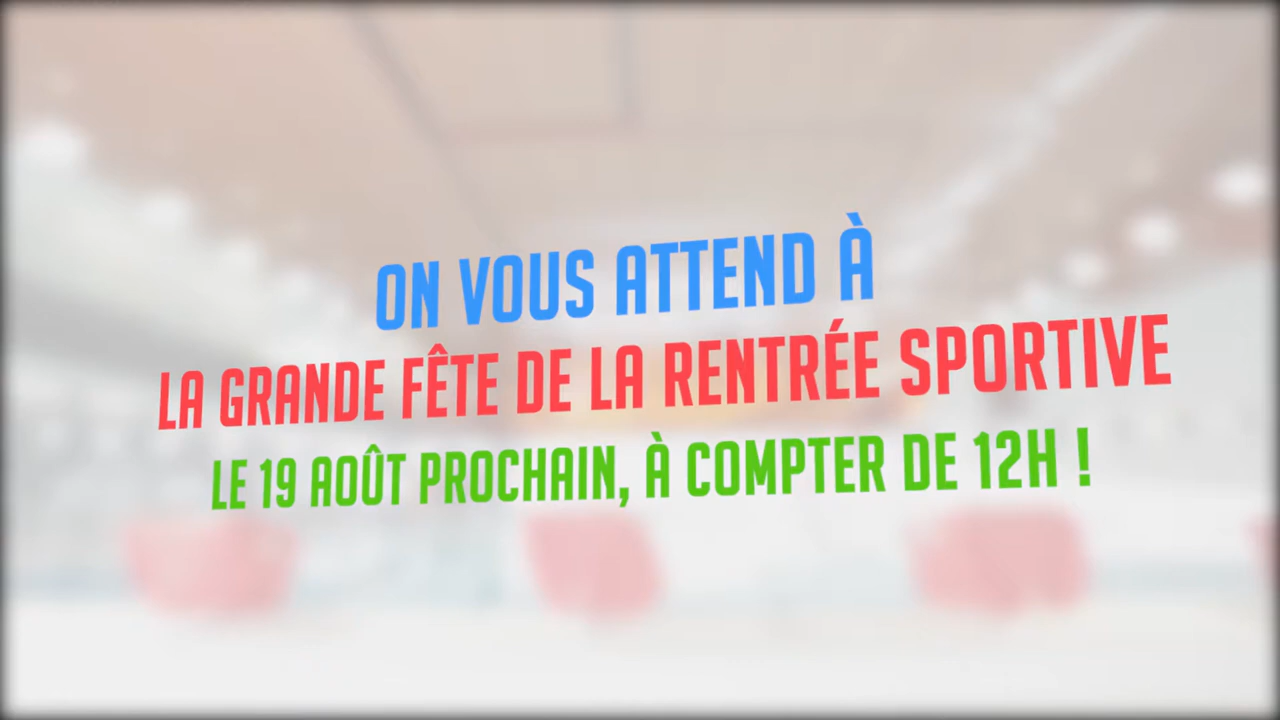 ON VOUS ATTEND À
LA GRANDE FÊTE DE LA RENTRÉE SPORTIVE
LE 19 AOÛT PROCHAIN, À COMPTER DE 12H !